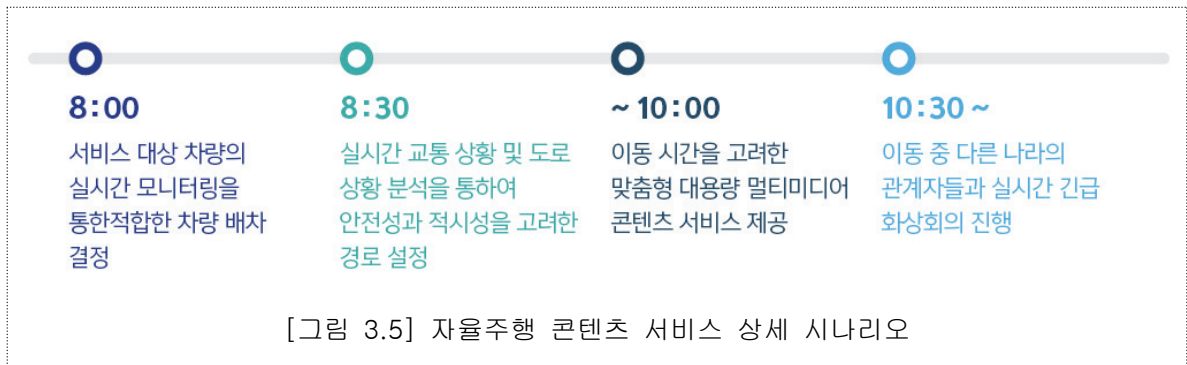 8:00
서비스 대상 차량의
실시간 모니터링을
통한적합한 차량 배차
결정
8:30
실시간 교통 상황 및 도로
상황 분석을 통하여
안전성과 적시성을 고려한
경로 설정
~ 10:00
이동 시간을 고려한
맞춤형 대용량 멀티미디어
콘텐츠 서비스 제공
10:30 ~
이동 중 다른 나라의
관계자들과 실시간 긴급
화상회의 진행
[그림 3.5] 자율주행 콘텐츠 서비스 상세 시나리오